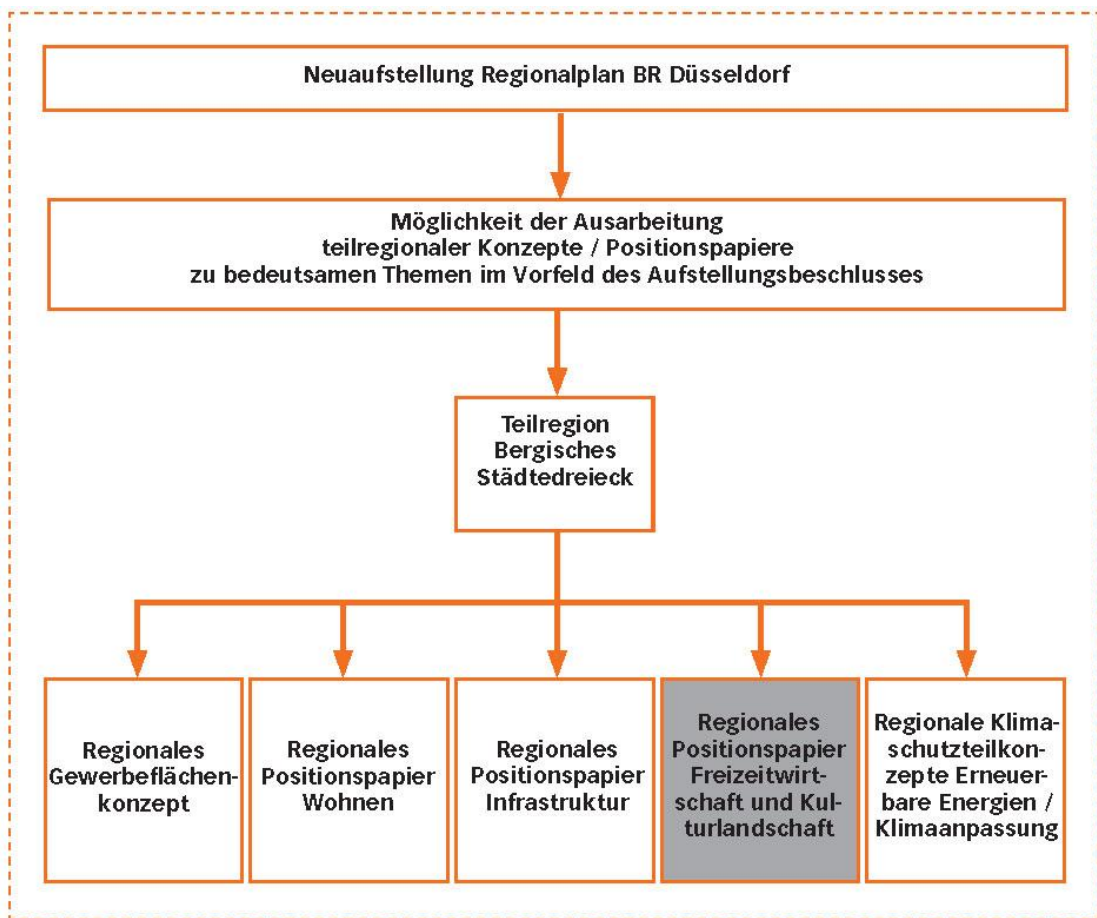 Neuaufstellung Regionalplan BR Düsseldorf
Möglichkeit der Ausarbeitung
teilregionaler Konzepte / Positionspapiere
zu bedeutsamen Themen im Vorfeld des Aufstellungsbeschlusses
Teilregion
Bergisches
Städtedreieck
Regionales
Gewerbeflächen-
konzept
Regionales
Positionspapier
Wohnen
Regionales
Positionspapier
Infrastruktur
Regionales
Positionspapier
Freizeitwirt-
schaft und Kul-
turlandschaft
Regionale Klima-
schutzteilkon-
zepte Erneuer-
bare Energien /
Klimaanpassung